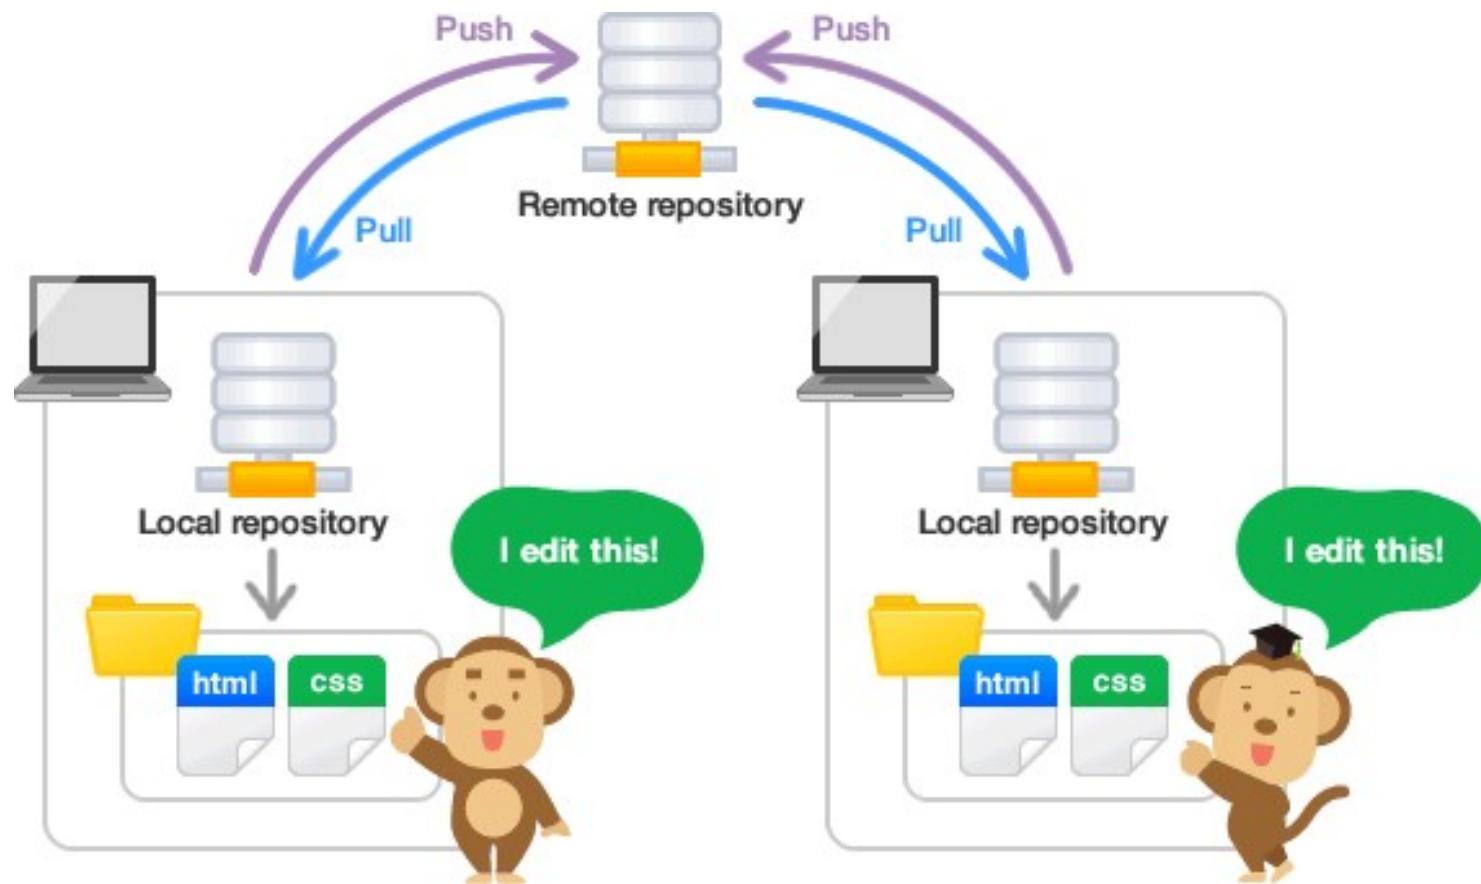 Push
Push
Remote repository
Pull
Pull
Local repository
Local repository
I edit this!
I edit this!
html
css
html
css